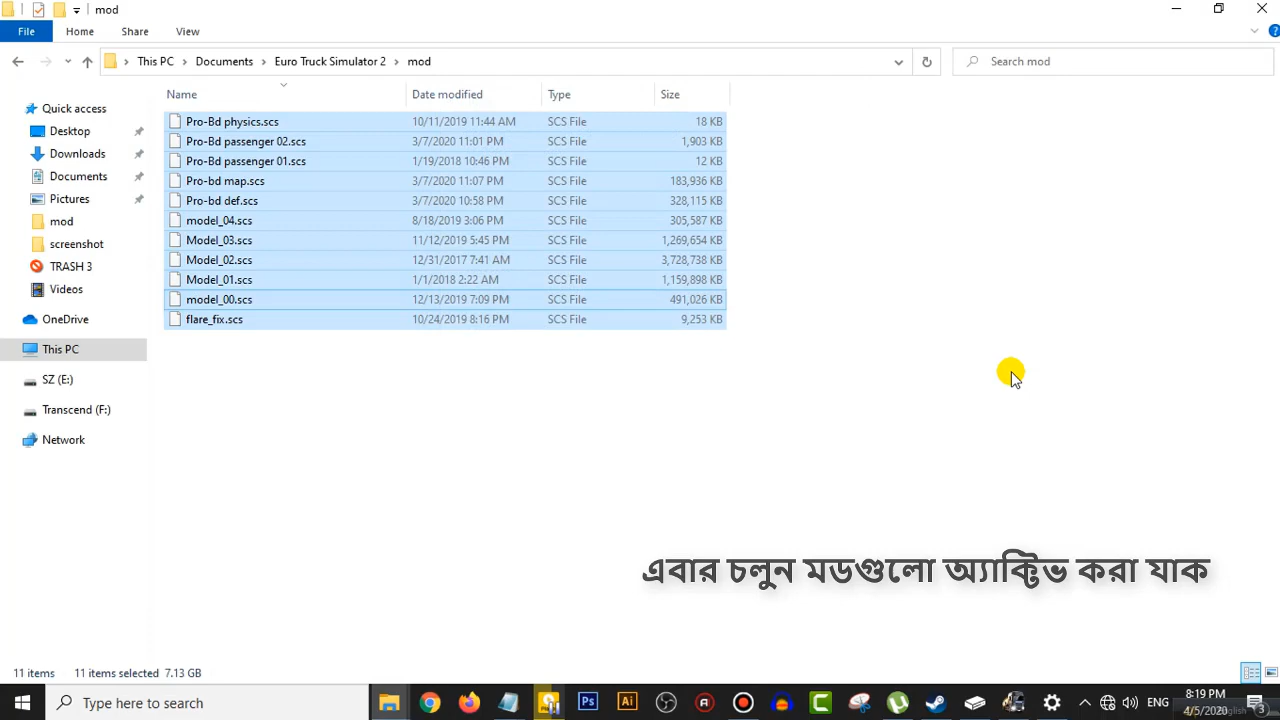 mod
File Home Share View
This PC Documents Euro Truck Simulator 2 mod
Search mod
Name Date modified Type Size
Quick access
Desktop
Downloads
Documents
Pictures
mod
screenshot
TRASH 3
Videos
OneDrive
This PC
SZ (E:)
Transcend (F:)
Network
Pro-Bd physics.scs 10/11/2019 11:44 AM SCS File 18 KB
Pro-Bd passenger 02.scs 3/7/2020 11:01 PM SCS File 1,903 KB
Pro-Bd passenger 01.scs 1/19/2018 10:46 PM SCS File 12 KB
Pro-bd map.scs 3/7/2020 11:07 PM SCS File 183,936 KB
Pro-bd def.scs 3/7/2020 10:58 PM SCS File 328,115 KB
model_04.scs 8/18/2019 3:06 PM SCS File 305,587 KB
Model_03.scs 11/12/2019 5:45 PM SCS File 1,269,654 KB
Model_02.scs 12/31/2017 7:41 AM SCS File 3,728,738 KB
Model_01.scs 1/1/2018 2:22 AM SCS File 1,159,898 KB
model_00.scs 12/13/2019 7:09 PM SCS File 491,026 KB
flare_fix.scs 10/24/2019 8:16 PM SCS File 9,253 KB
এবার চলুন মডগুলো অ্যাক্টিভ করা যাক
11 items 11 items selected 7.13 GB
Type here to search
ENG
8:19 PM
4/5/2020
English
3